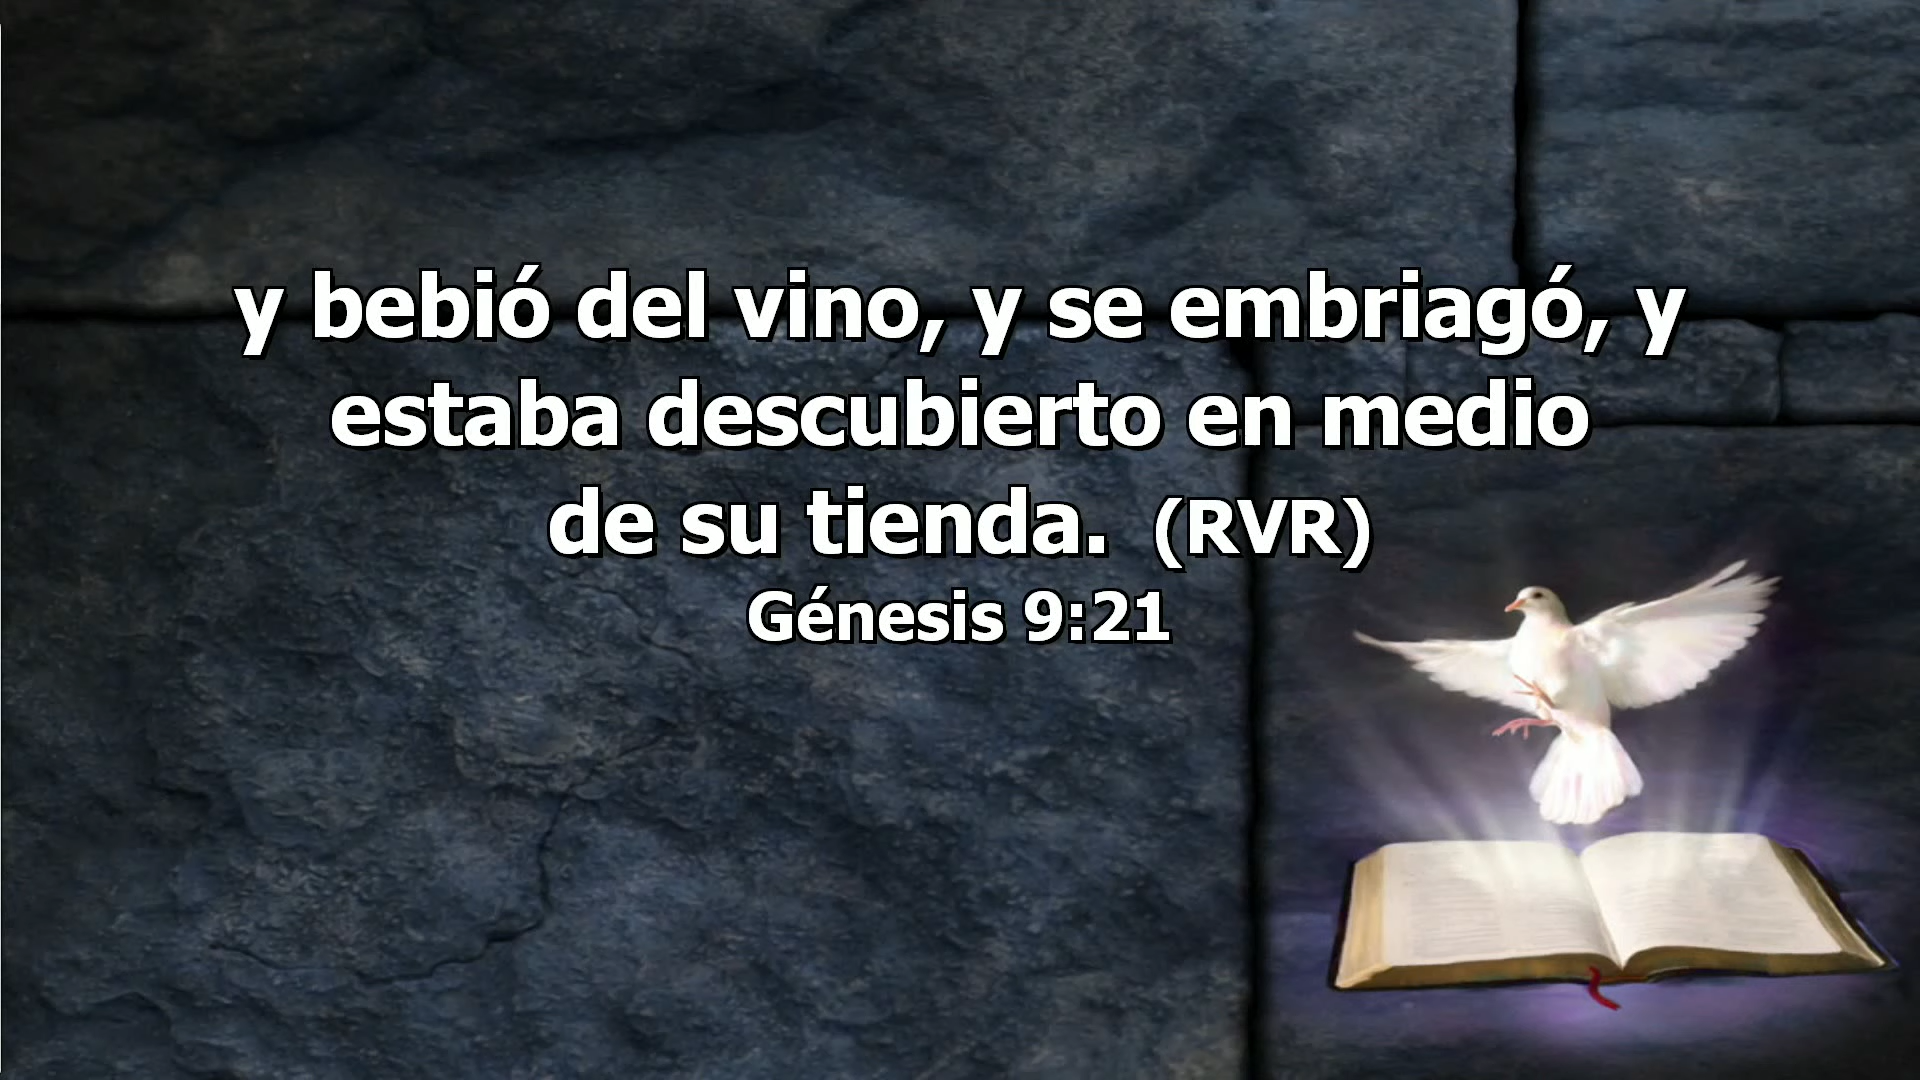 y bebió del vino, y se embriagó, y
estaba descubierto en medio
de su tienda. (RVR)
Génesis 9:21